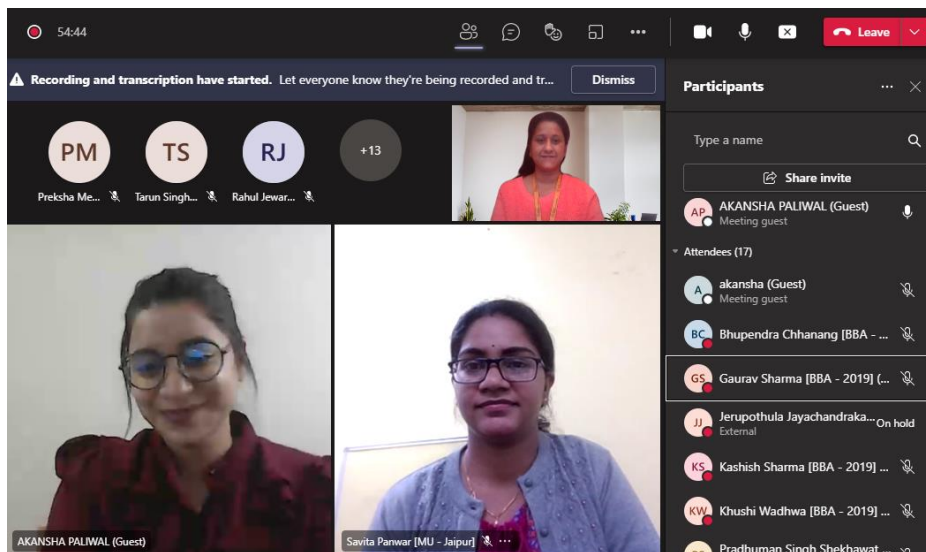 54:44
Leave
Recording and transcription have started. Let everyone know they're being recorded and tr...
Dismiss
PM
TS
RJ
+13
Preksha Me...
Tarun Singh...
Rahul Jewar...
AKANSHA PALIWAL (Guest)
Savita Panwar [MU - Jaipur]
Participants
Type a name
Share invite
AP
AKANSHA PALIWAL (Guest)
Meeting guest
Attendees (17)
A
akansha (Guest)
Meeting guest
BC
Bhupendra Chhanang [BBA - ...
GS
Gaurav Sharma [BBA - 2019] (...
JJ
Jerupothula Jayachandraka...
On hold
External
KS
Kashish Sharma [BBA - 2019] ...
KW
Khushi Wadhwa [BBA - 2019] ...
Pradhuman Singh Shekhawat ...